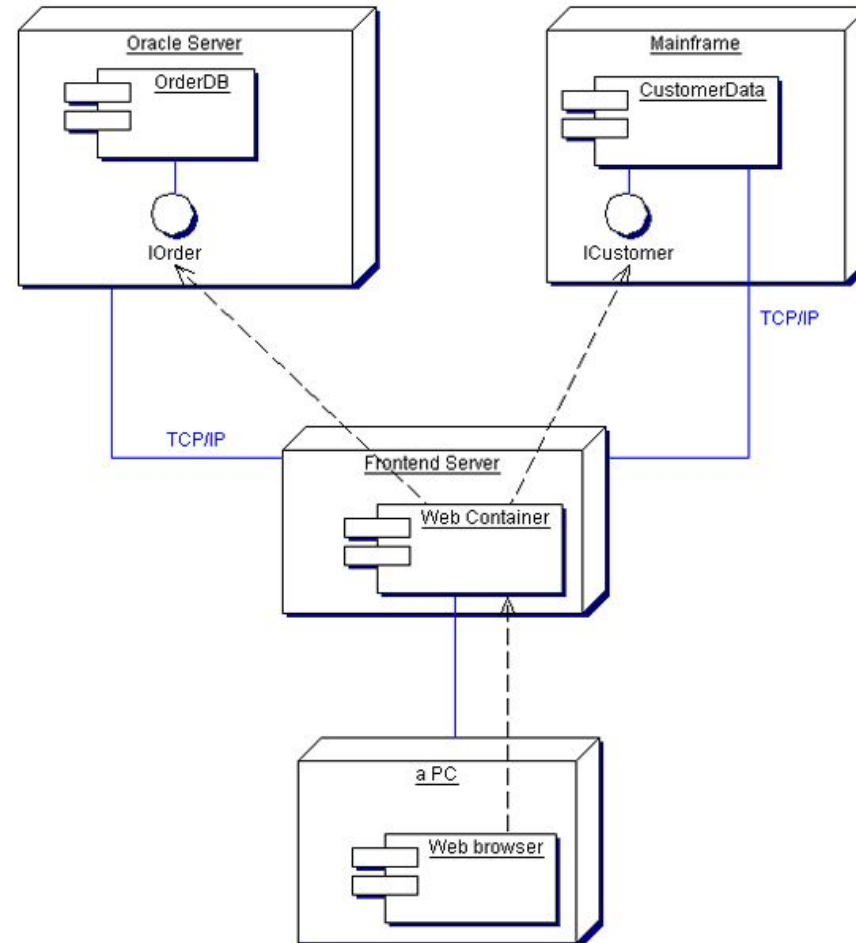 Oracle Server
Mainframe
OrderDB
CustomerData
IOrder
ICustomer
TCP/IP
TCP/IP
Frontend Server
Web Container
a PC
Web browser